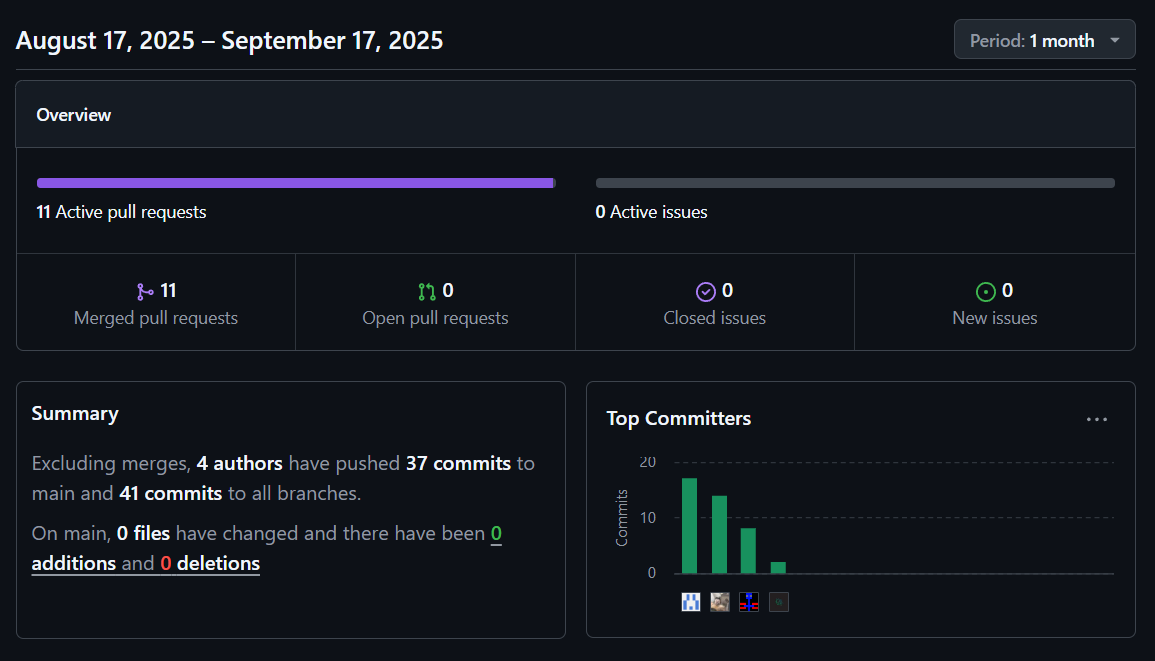 August 17, 2025 – September 17, 2025
Period: 1 month
Overview
11 Active pull requests
0 Active issues
11
Merged pull requests
0
Open pull requests
0
Closed issues
0
New issues
Summary
Excluding merges, 4 authors have pushed 37 commits to
main and 41 commits to all branches.
On main, 0 files have changed and there have been 0
additions and 0 deletions
Top Committers
Commits
20
10
0